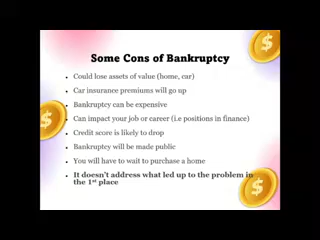 Some Cons of Bankruptcy
Could lose assets of value (home, car)
Car insurance premiums will go up
Bankruptcy can be expensive
Can impact your job or career (i.e positions in finance)
Credit score is likely to drop
Bankruptcy will be made public
You will have to wait to purchase a home
It doesn't address what led up to the problem in
the 1st place